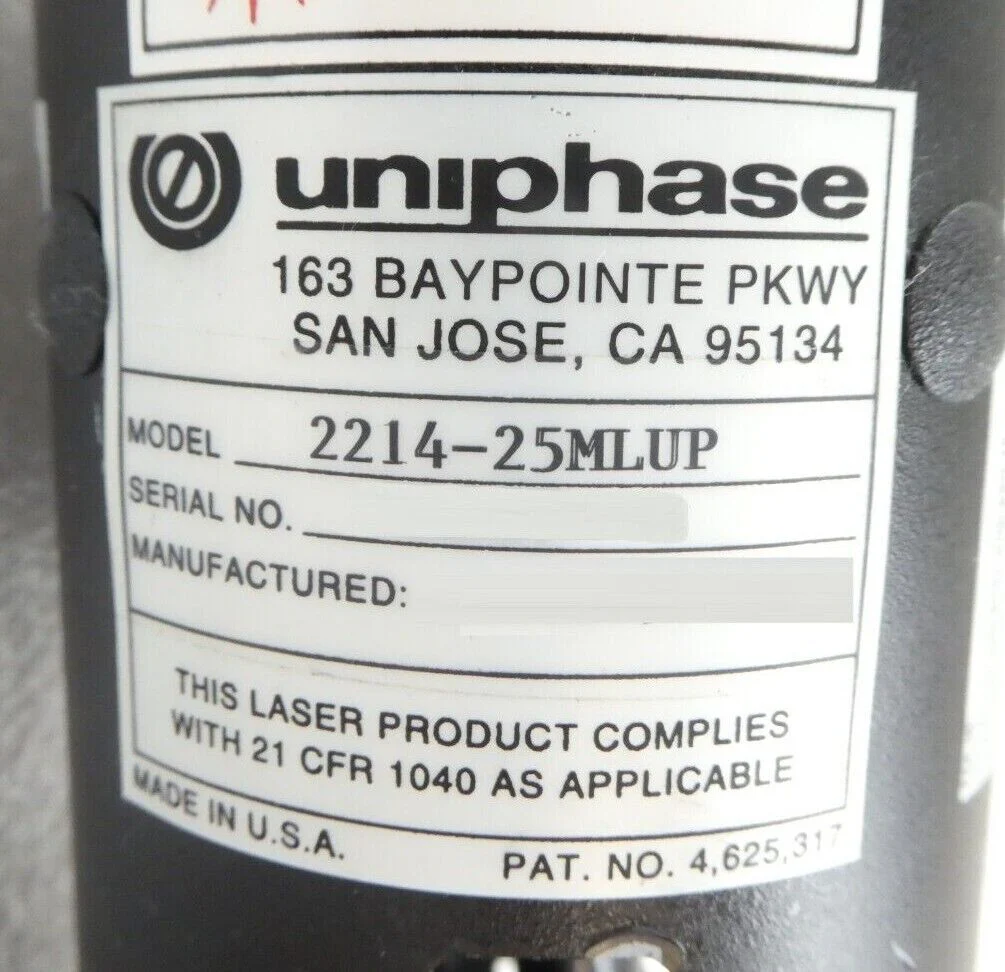 uniphase
163 BAYPOINTE PKWY
SAN JOSE, CA 95134
MODEL 2214-25MLUP
SERIAL NO.
MANUFACTURED:
THIS LASER PRODUCT COMPLIES
WITH 21 CFR 1040 AS APPLICABLE
MADE IN U.S.A.
PAT. NO. 4,625,317